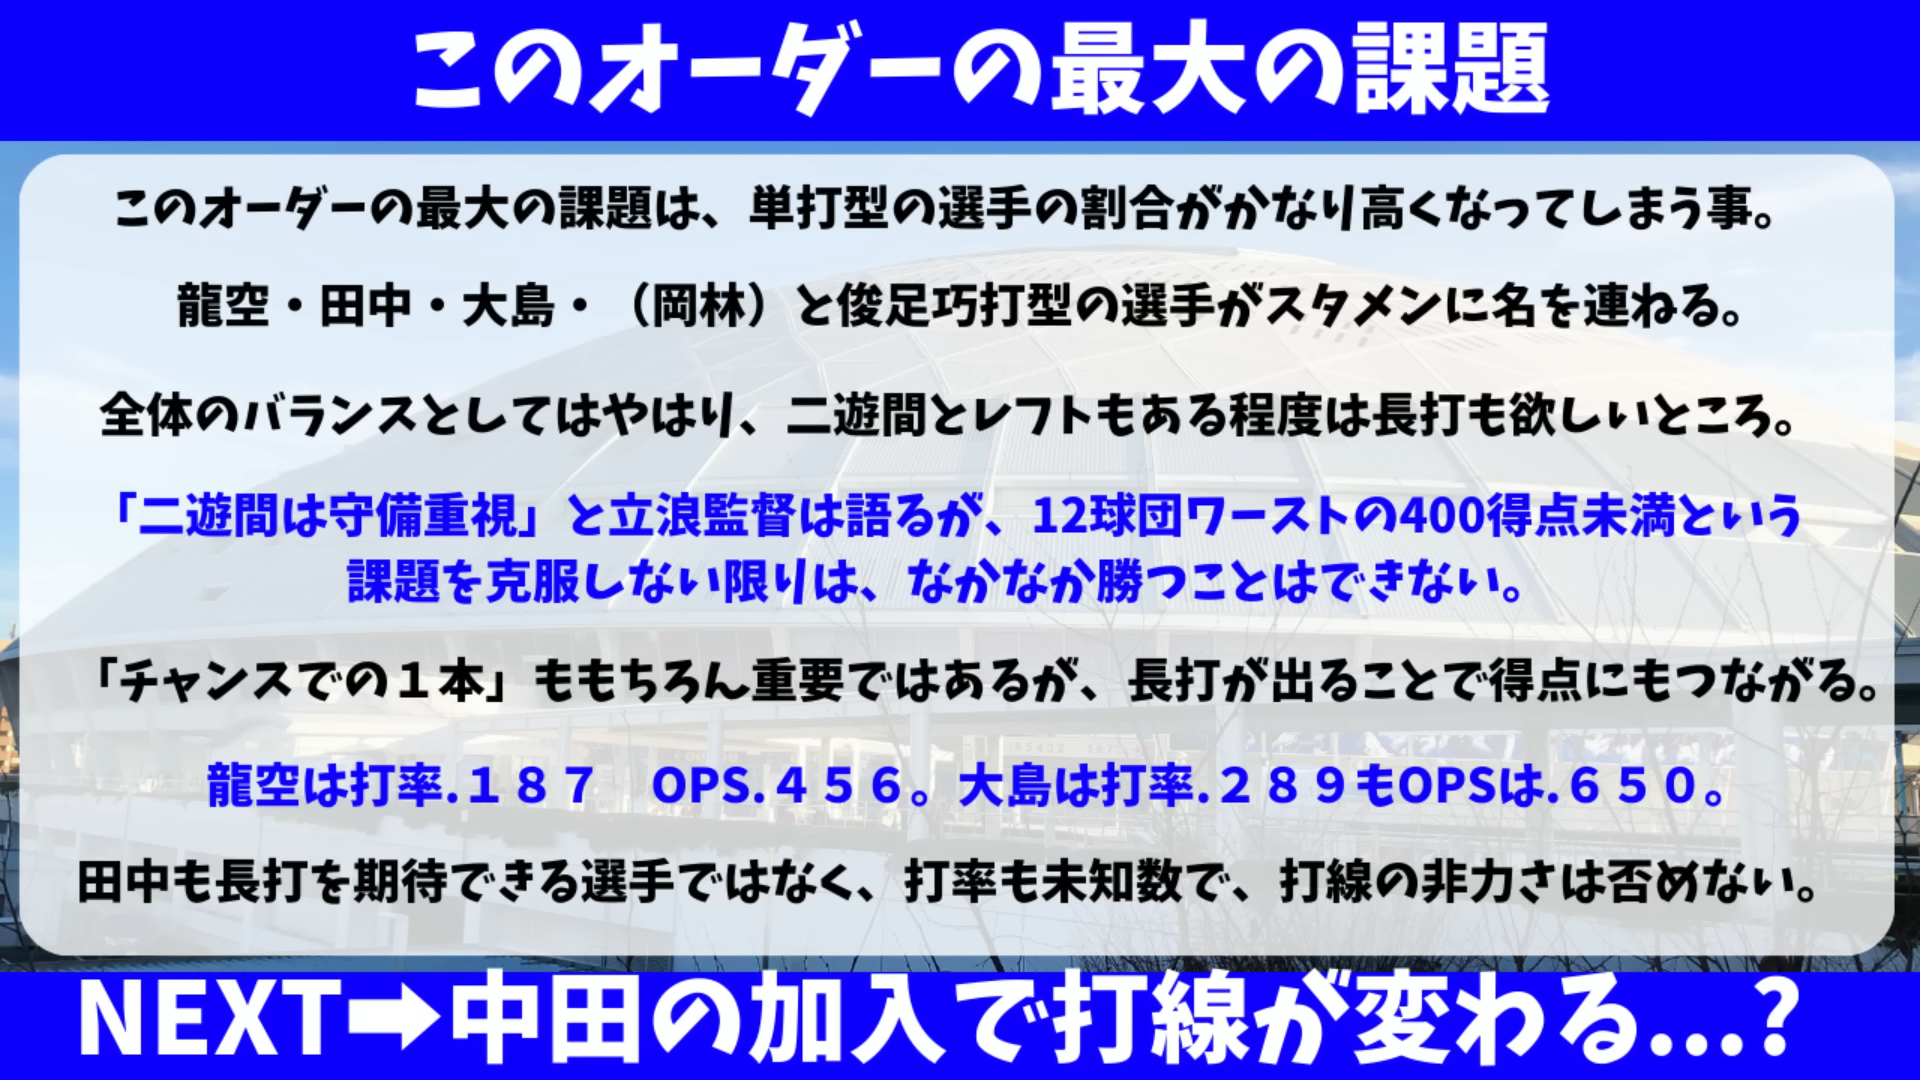 このオーダーの最大の課題
このオーダーの最大の課題は、単打型の選手の割合がかなり高くなってしまう事。
龍空・田中・大島・（岡林）と俊足巧打型の選手がスタメンに名を連ねる。
全体のバランスとしてはやはり、二遊間とレフトもある程度は長打も欲しいところ。
「二遊間は守備重視」と立浪監督は語るが、12球団ワーストの400得点未満という
課題を克服しない限りは、なかなか勝つことはできない。
「チャンスでの１本」ももちろん重要ではあるが、長打が出ることで得点にもつながる。
龍空は打率.１８７　OPS.４５６。大島は打率.２８９もOPSは.６５０。
田中も長打を期待できる選手ではなく、打率も未知数で、打線の非力さは否めない。
NEXT➡中田の加入で打線が変わる...?